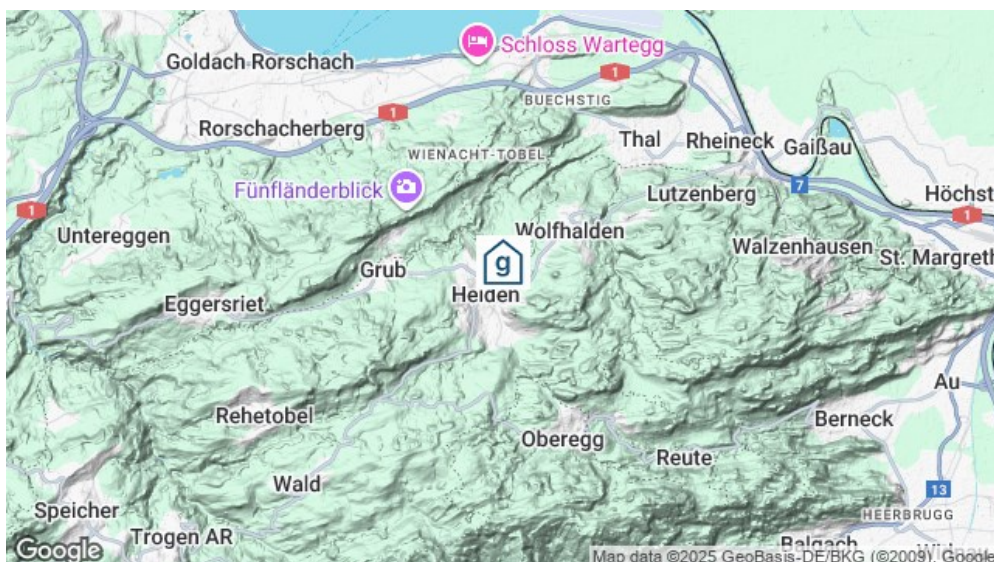 Schloss Wartegg
Goldach Rorschach
1
BUECHSTIG
1
Rorschacherberg
Thal
Rheineck
Gaißau
WIENACHT-TOBEL
Fünfländerblick
7
Lutzenberg
Höchst
1
1
Untereggen
Wolfhalden
Walzenhausen
St. Margreth
g
Grub
Heiden
Eggersriet
Au
Rehetobel
Berneck
Oberegg
Reute
Wald
13
Speicher
HEERBRUGG
Trogen AR
Balgach
Widnau
Google
Map data ©2025 GeoBasis-DE/BKG (©2009), Google